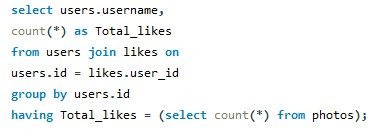 select users.username,
count(*) as Total_likes
from users join likes on
users.id = likes.user_id
group by users.id
having Total_likes = (select count(*) from photos);